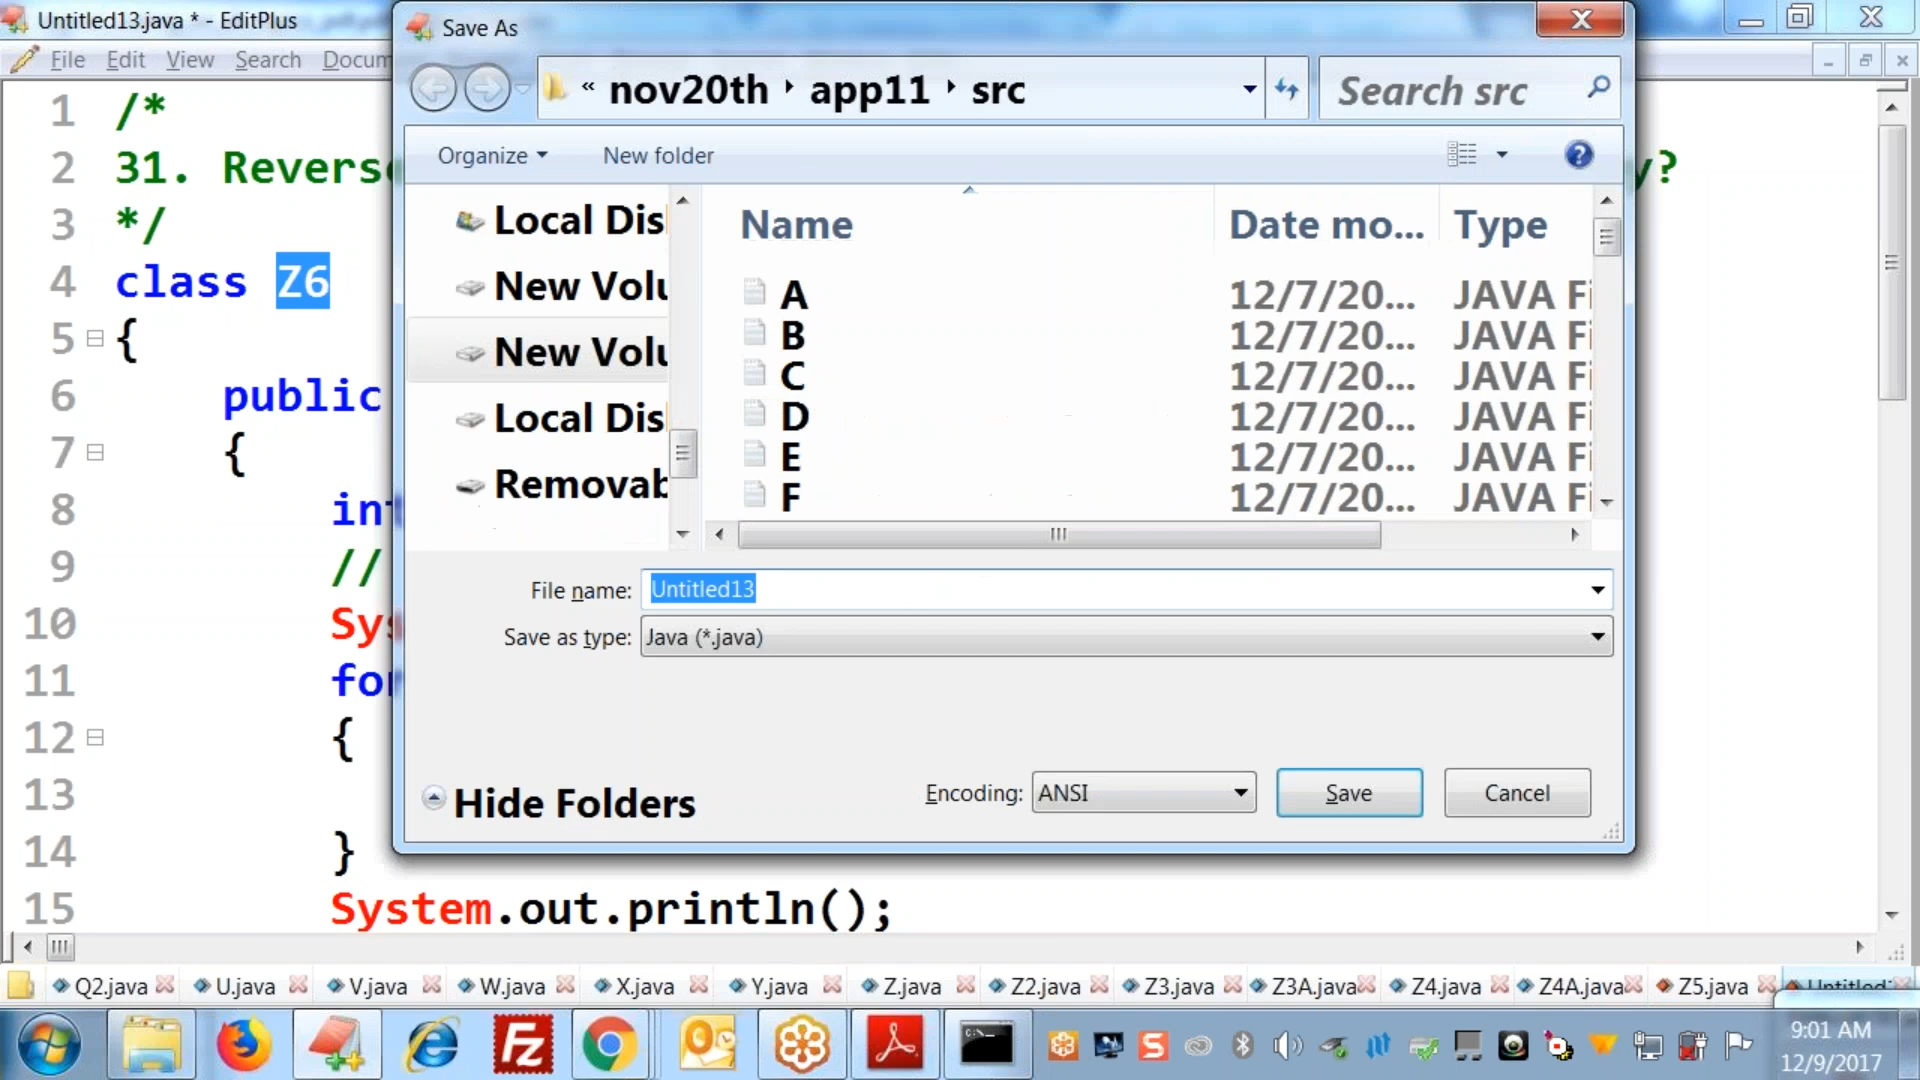 Untitled13.java * - EditPlus
File Edit View Search Docum
Save As
« nov20th app11 src
Search src
Organize New folder
Local Dis
New Volu
New Volu
Local Dis
Removab
Name Date mo... Type
A 12/7/20... JAVA Fi
B 12/7/20... JAVA Fi
C 12/7/20... JAVA Fi
D 12/7/20... JAVA Fi
E 12/7/20... JAVA Fi
F 12/7/20... JAVA Fi
File name: Untitled13
Save as type: Java (*.java)
Hide Folders
Encoding: ANSI
Save Cancel
1 /*
2 31. Revers y?
3 */
4 class Z6
5 {
6 public
7 {
8 int
9 //
10 Sys
11 for
12 {
13
14 }
15 System.out.println();
Q2.java U.java V.java W.java X.java Y.java Z.java Z2.java Z3.java Z3A.java Z4.java Z4A.java Z5.java Untitled
9:01 AM
12/9/2017